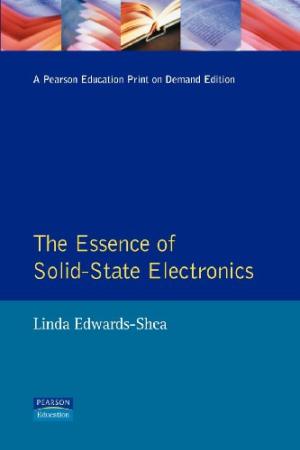 A Pearson Education Print on Demand Edition
The Essence of
Solid-State Electronics
Linda Edwards-Shea
PEARSON
Education